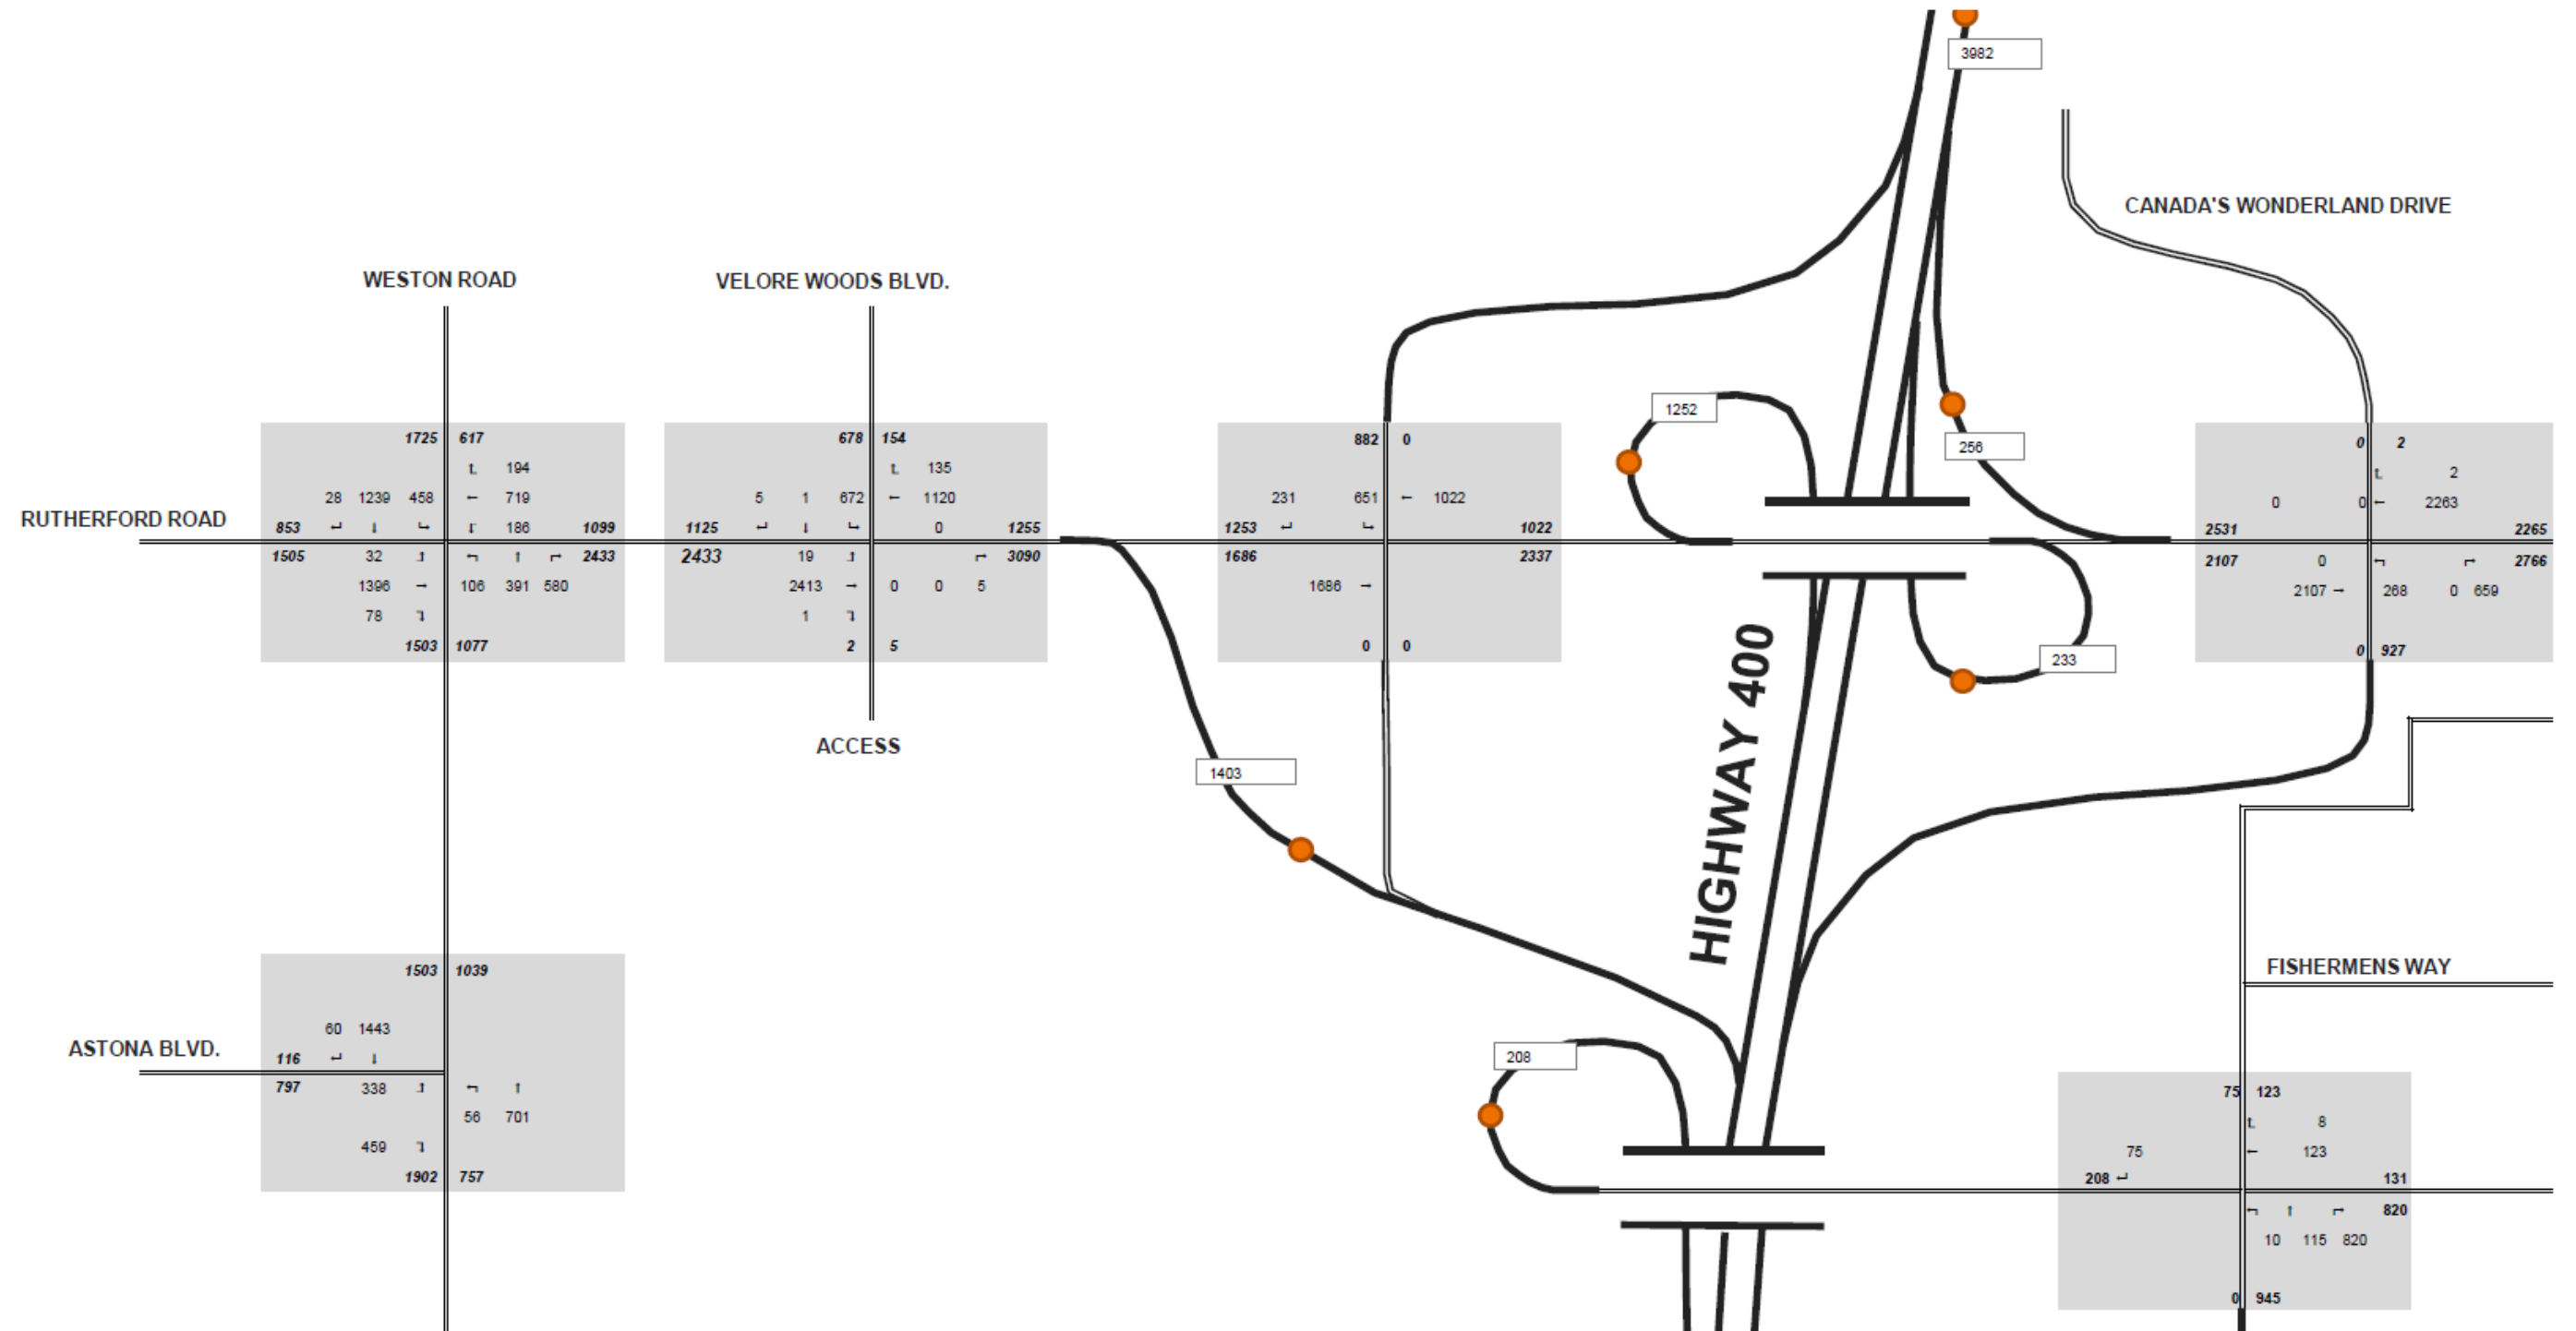 3982
CANADA'S WONDERLAND DRIVE
WESTON ROAD
VELORE WOODS BLVD.
RUTHERFORD ROAD
1725 617
194
28 1239 458 ← 719
853 ↓ 186 1099
1505 32 ↑ 2433
1396 → 106 391 580
78
1503 1077
678 154
135
5 1 672 ← 1120
1125 ↓ 0 1255
2433 19 3090
2413 → 0 0 5
1
2 5
ACCESS
882 0
231 651 ← 1022
1253 1022
1686 2337
1686 →
0 0
1252
256
233
0 2
2
0 0 ← 2263
2531 2265
2107 0 2766
2107 → 268 0 659
0 927
1403
HIGHWAY 400
FISHERMENS WAY
ASTONA BLVD.
1503 1039
60 1443
116 ↓
797 338 ↑
56 701
459
1902 757
208
75 123
8
75 ← 123
208 131
↑ 820
10 115 820
0 945